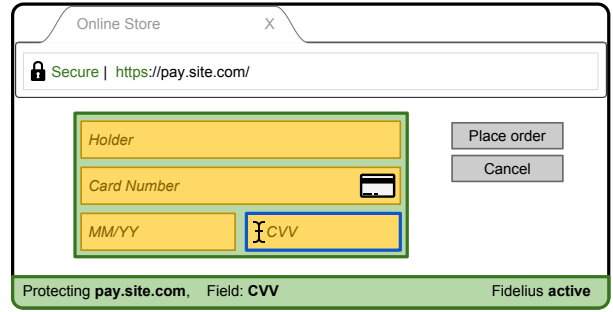 Online Store X
Secure | https://pay.site.com/
Holder
Place order
Card Number
Cancel
MM/YY CVV
Protecting pay.site.com, Field: CVV Fidelius active